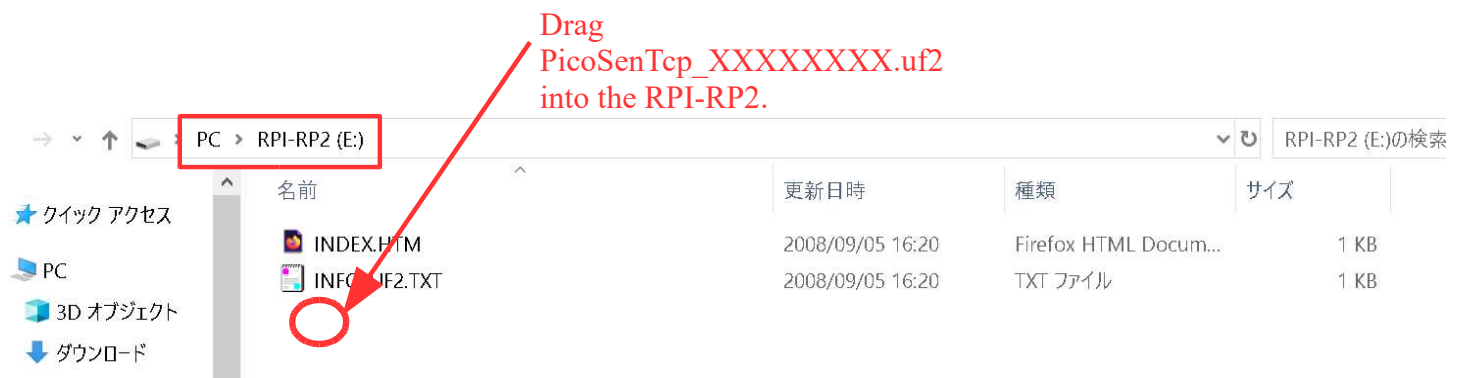 Drag
PicoSenTcp_XXXXXXXX.uf2
into the RPI-RP2.
PC > RPI-RP2 (E:)
RPI-RP2 (E:)の検索
名前 更新日時 種類 サイズ
クイック アクセス
INDEX.HTM 2008/09/05 16:20 Firefox HTML Docum... 1 KB
PC
INFO_UF2.TXT 2008/09/05 16:20 TXT ファイル 1 KB
3D オブジェクト
ダウンロード